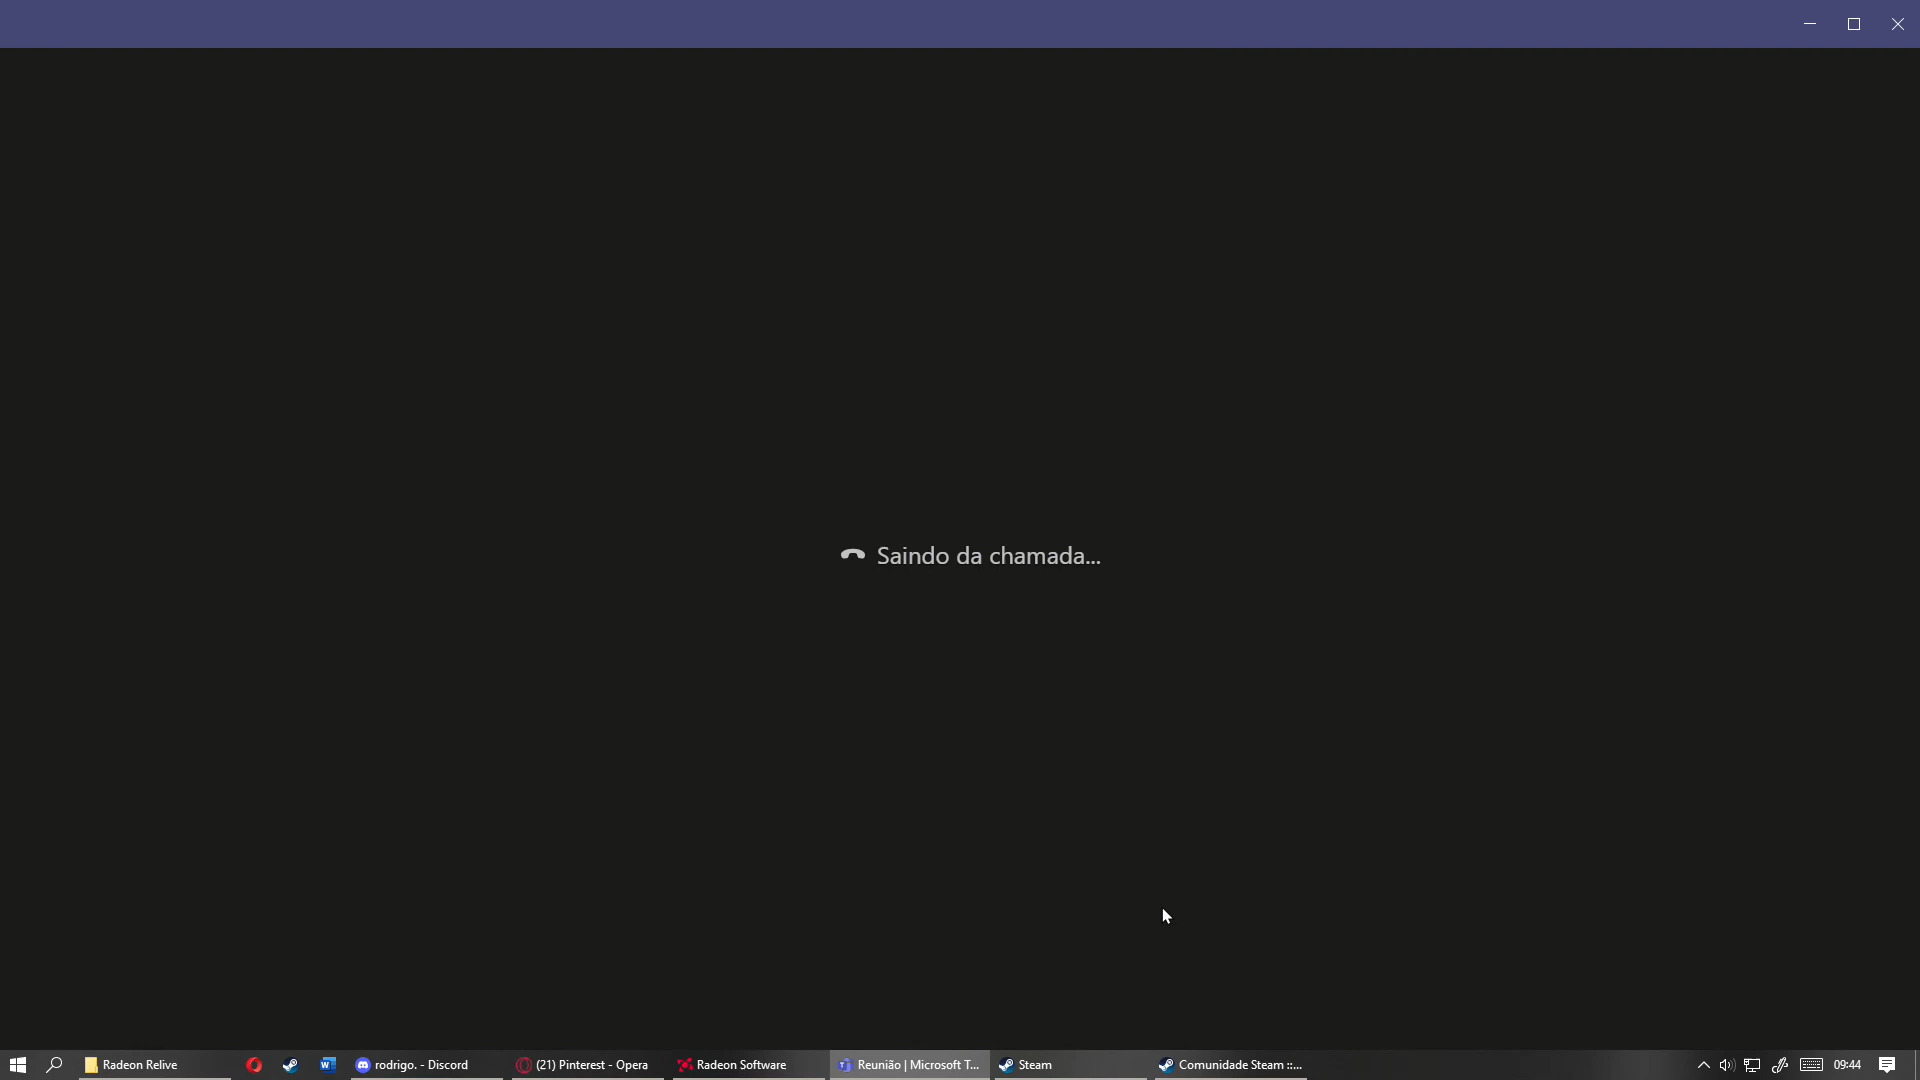 Saindo da chamada...
Radeon Relive
rodrigo. - Discord
(21) Pinterest - Opera
Radeon Software
Reunião | Microsoft T...
Steam
Comunidade Steam ::...
09:44